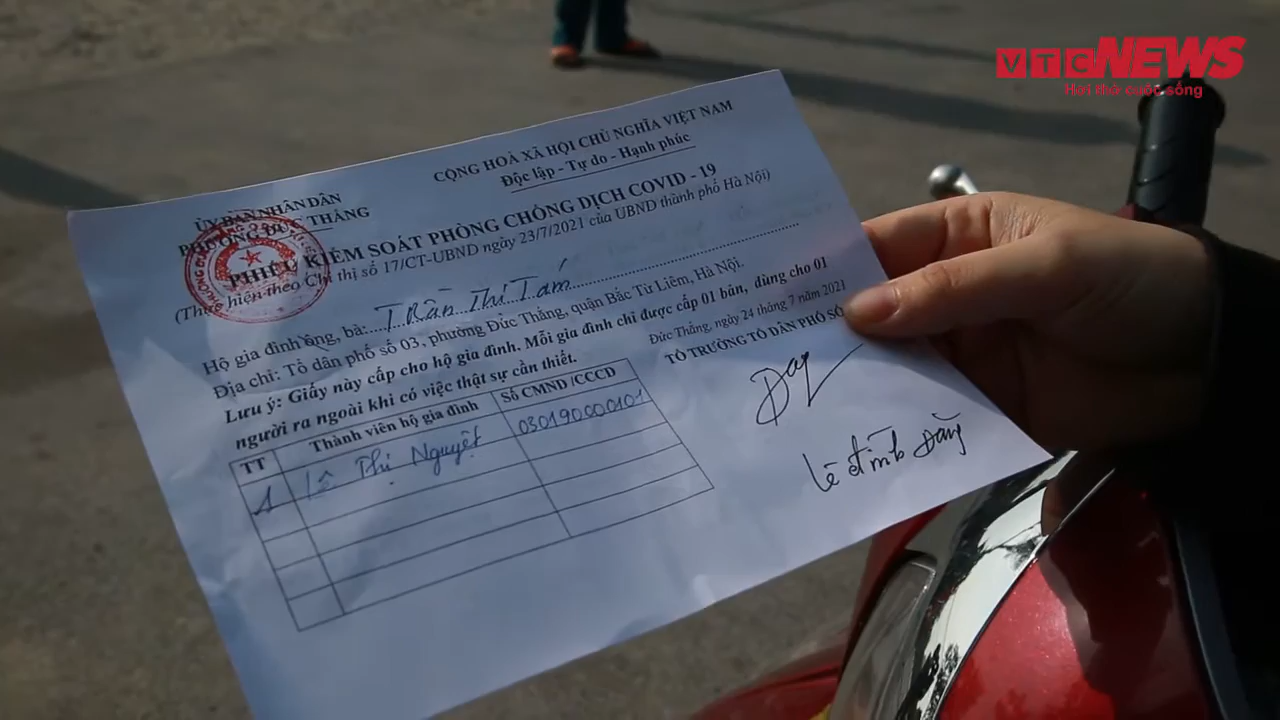 VTC NEWS
Hơi thở cuộc sống
CỘNG HOÀ XÃ HỘI CHỦ NGHĨA VIỆT NAM
Độc lập - Tự do - Hạnh phúc
ỦY BAN NHÂN DÂN
PHƯỜNG ĐỨC THẮNG
PHIẾU KIỂM SOÁT PHÒNG CHỐNG DỊCH COVID - 19
(Thực hiện theo Chỉ thị số 17/CT-UBND ngày 23/7/2021 của UBND thành phố Hà Nội)
Hộ gia đình ông, bà: Trần Thị Tám
Địa chỉ: Tổ dân phố số 03, phường Đức Thắng, quận Bắc Từ Liêm, Hà Nội.
Lưu ý: Giấy này cấp cho hộ gia đình. Mỗi gia đình chỉ được cấp 01 bản, dùng cho 01
người ra ngoài khi có việc thật sự cần thiết.
TT Thành viên hộ gia đình Số CMND /CCCD
1 Lê Thị Nguyệt 030190000101
Đức Thắng, ngày 24 tháng 7 năm 2021
TỔ TRƯỞNG TỔ DÂN PHỐ SỐ
Lê Đình Đăng